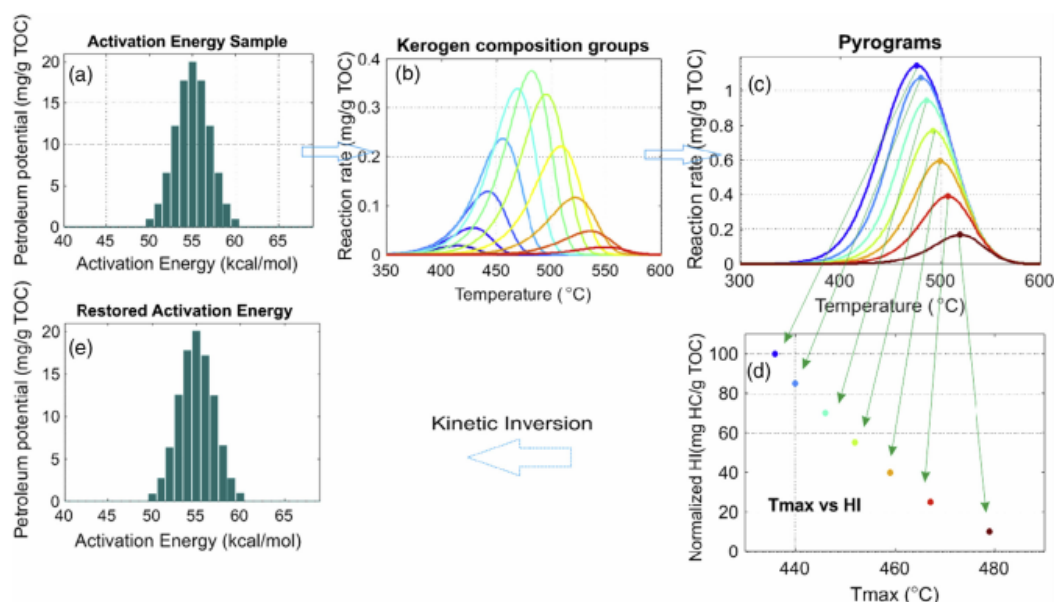 Activation Energy Sample
(a)
Petroleum potential (mg/g TOC)
20
15
10
5
0
40 45 50 55 60 65
Activation Energy (kcal/mol)
Kerogen composition groups
(b)
Reaction rate (mg/g TOC)
0.4
0.3
0.2
0.1
0
350 400 450 500 550 600
Temperature (°C)
Pyrograms
(c)
Reaction rate (mg/g TOC)
1
0.8
0.6
0.4
0.2
0
300 400 500 600
Temperature (°C)
Restored Activation Energy
(e)
Petroleum potential (mg/g TOC)
20
15
10
5
0
40 45 50 55 60 65
Activation Energy (kcal/mol)
Kinetic Inversion
(d)
Normalized HI(mg HC/g TOC)
100
80
60
40
20
0
Tmax vs HI
440 460 480
Tmax (°C)